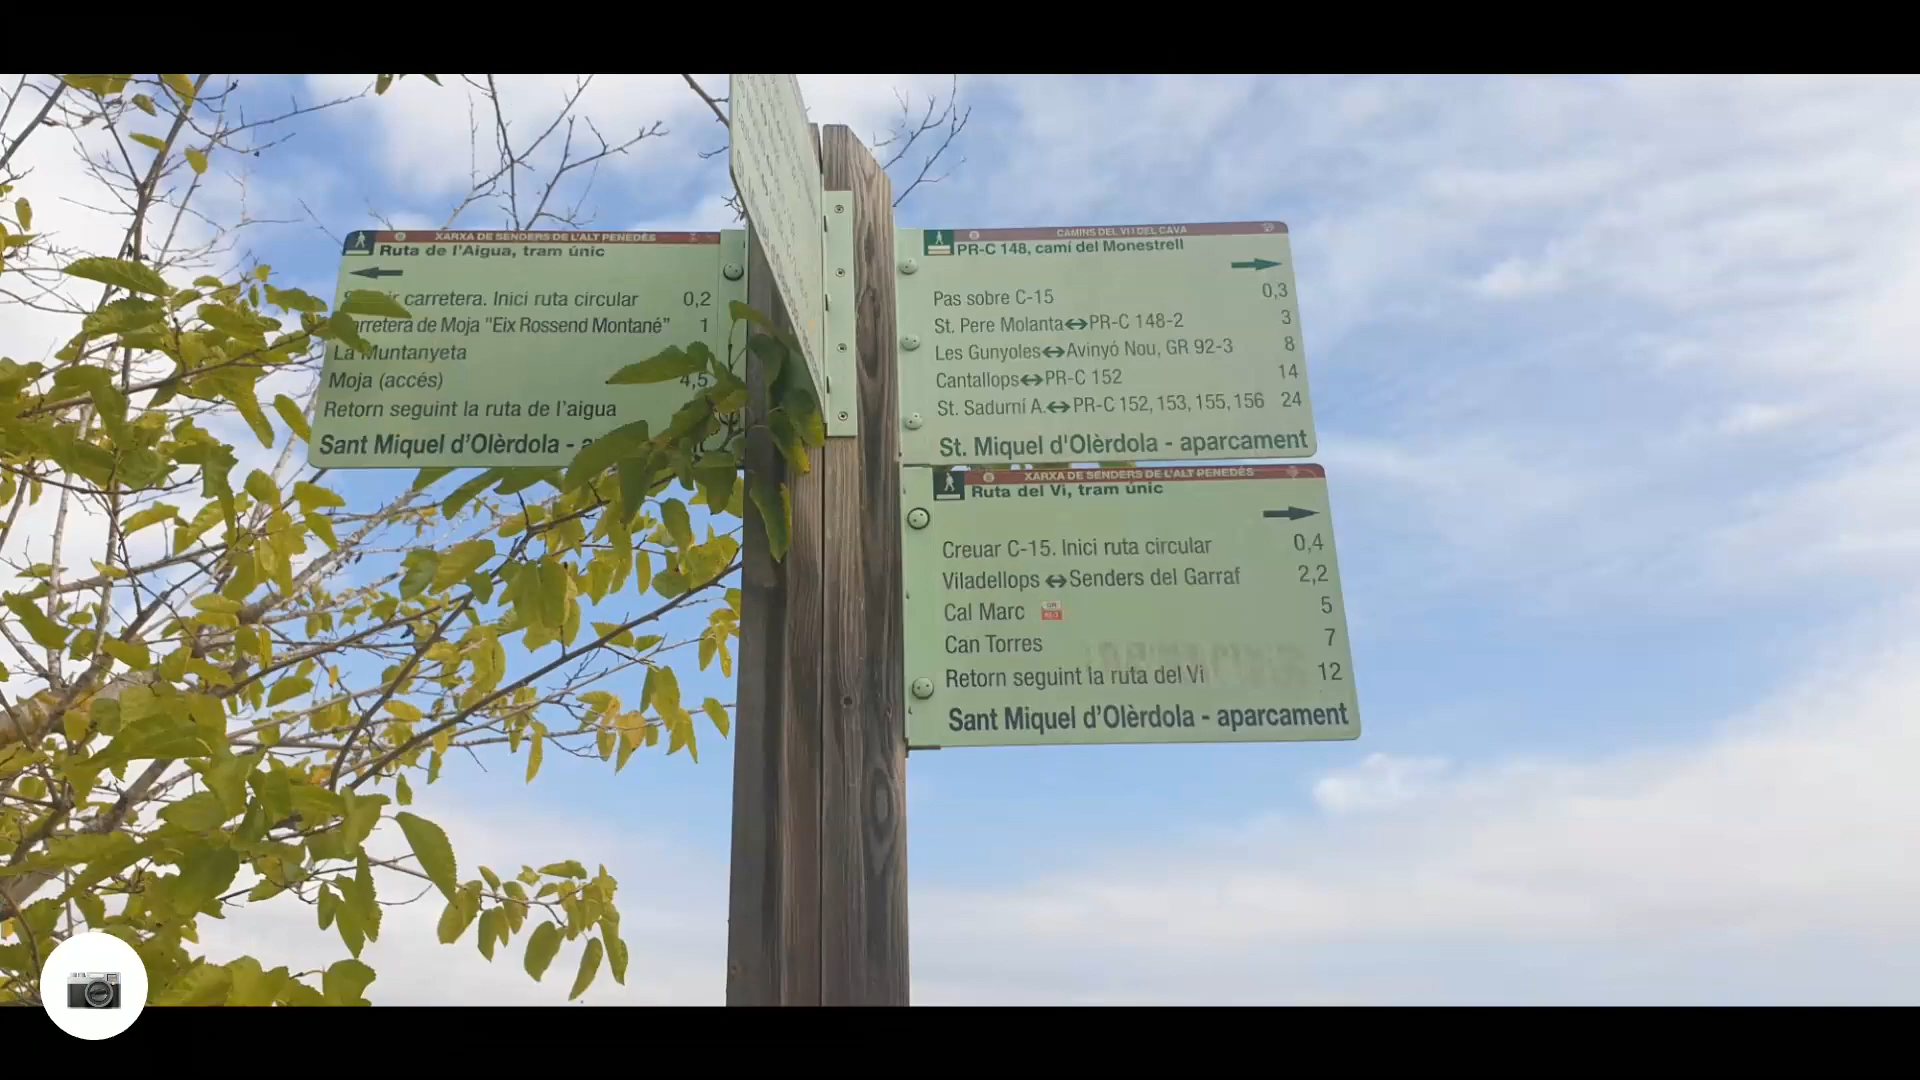 XARXA DE SENDERS DE L'ALT PENEDÈS
Ruta de l'Aigua, tram únic
carretera. Inici ruta circular 0,2
de Moja "Eix Rossend Montané" 1
La Muntanyeta
Moja (accés) 4,5
Retorn seguint la ruta de l'aigua
Sant Miquel d'Olèrdola -
CAMINS DEL VI I DEL CAVA
PR-C 148, camí del Monestrell
Pas sobre C-15 0,3
St. Pere Molanta↔PR-C 148-2 3
Les Gunyoles↔Avinyó Nou, GR 92-3 8
Cantallops↔PR-C 152 14
St. Sadurní A.↔PR-C 152, 153, 155, 156 24
St. Miquel d'Olèrdola - aparcament
XARXA DE SENDERS DE L'ALT PENEDÈS
Ruta del Vi, tram únic
Creuar C-15. Inici ruta circular 0,4
Viladellops ↔Senders del Garraf 2,2
Cal Marc GR 5
Can Torres 7
Retorn seguint la ruta del Vi 12
Sant Miquel d'Olèrdola - aparcament